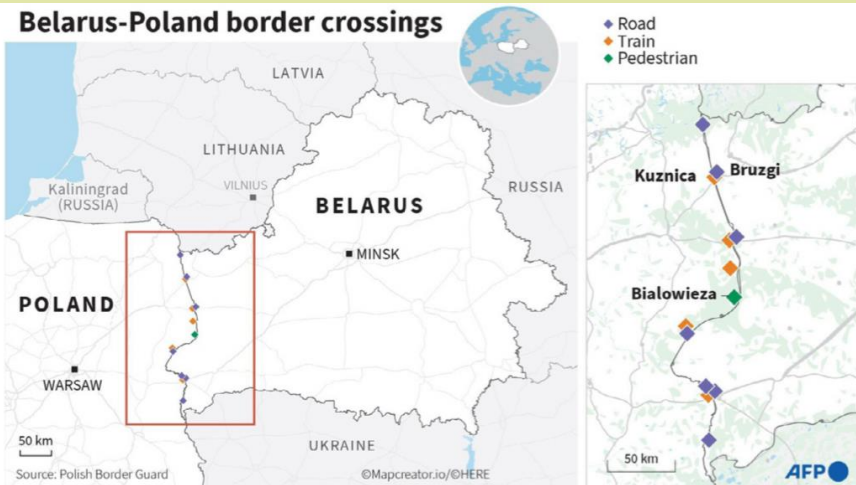 Belarus-Poland border crossings
Road
Train
Pedestrian
LATVIA
LITHUANIA
VILNIUS
Kaliningrad
(RUSSIA)
RUSSIA
BELARUS
MINSK
POLAND
WARSAW
UKRAINE
50 km
Source: Polish Border Guard
©Mapcreator.io/©HERE
Kuznica
Bruzgi
Bialowieza
50 km
AFP